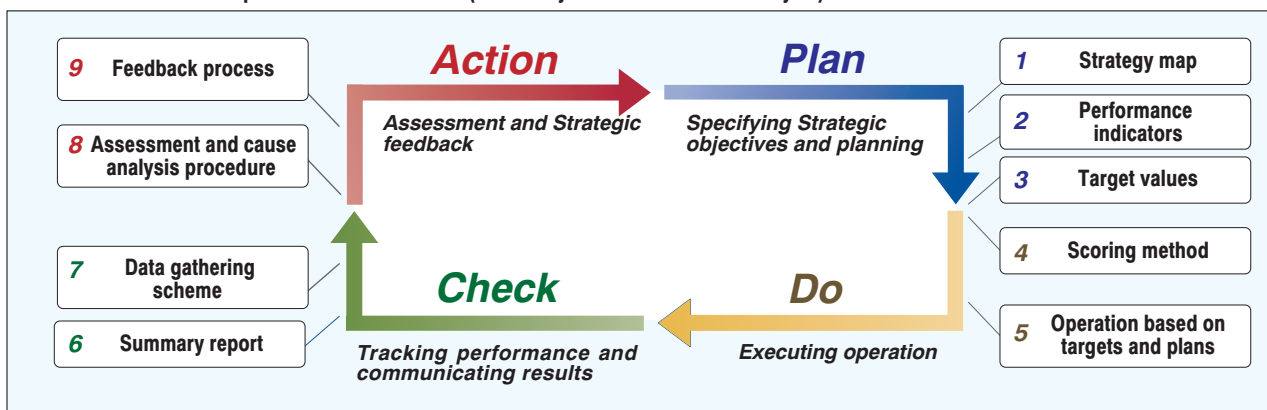 Action
Assessment and Strategic
feedback
Plan
Specifying Strategic
objectives and planning
1 Strategy map
2 Performance
indicators
3 Target values
4 Scoring method
5 Operation based on
targets and plans
Do
Executing operation
Check
Tracking performance and
communicating results
6 Summary report
7 Data gathering
scheme
8 Assessment and cause
analysis procedure
9 Feedback process